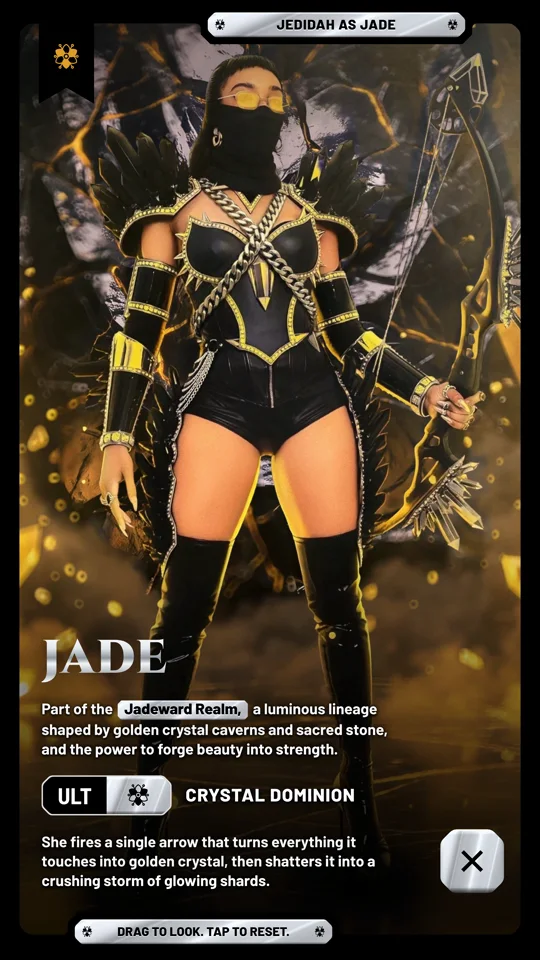 JEDIDAH AS JADE
JADE
Part of the Jadeward Realm, a luminous lineage
shaped by golden crystal caverns and sacred stone,
and the power to forge beauty into strength.
ULT CRYSTAL DOMINION
She fires a single arrow that turns everything it
touches into golden crystal, then shatters it into a
crushing storm of glowing shards.
DRAG TO LOOK. TAP TO RESET.